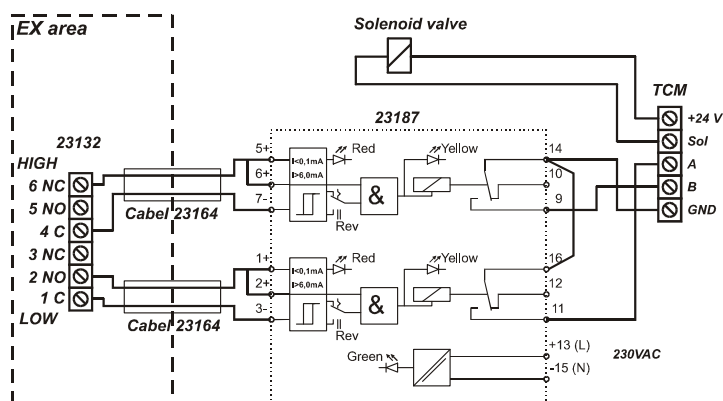 EX area
Solenoid valve
TCM
23132
23187
+24 V
Sol
A
B
GND
HIGH
6 NC
5 NO
4 C
3 NC
2 NO
1 C
LOW
Cabel 23164
Cabel 23164
5+
6+
7-
I<0,1mA
I>6,0mA
Red
Rev
&
Yellow
14
10
9
1+
2+
3-
I<0,1mA
I>6,0mA
Red
Rev
&
Yellow
16
12
11
Green
+13 (L)
-15 (N)
230VAC